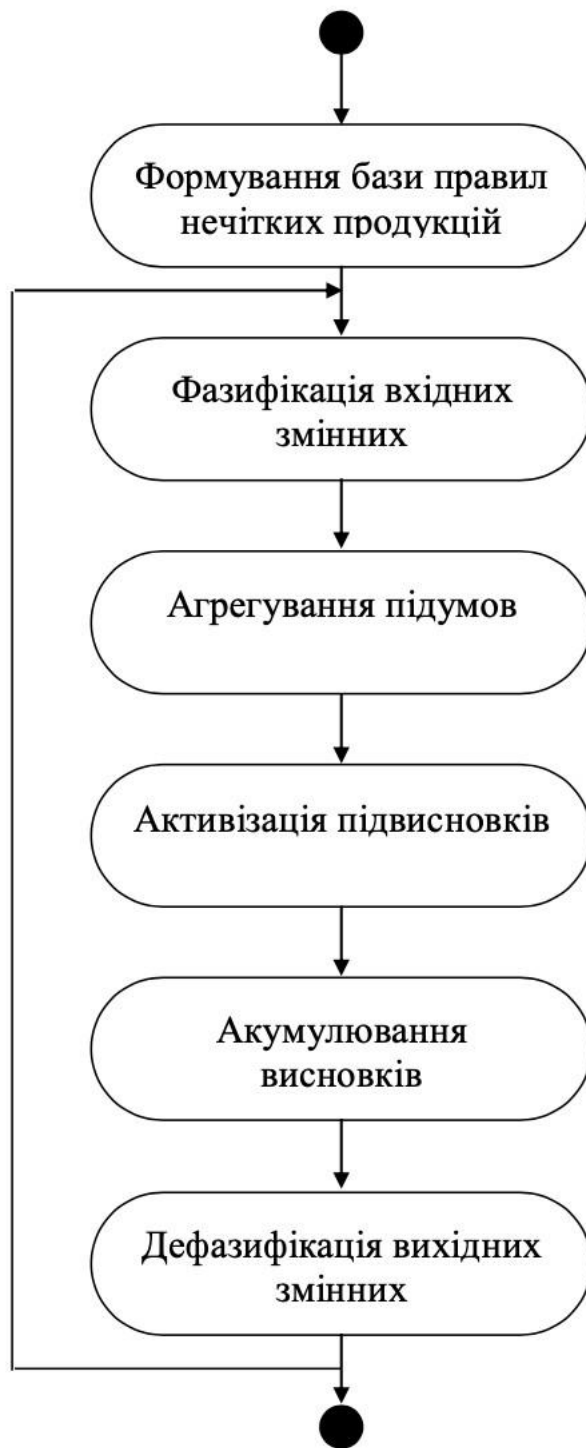 Формування бази правил
нечітких продукцій
Фазифікація вхідних
змінних
Агрегування підумов
Активізація підвисновків
Акумулювання
висновків
Дефазифікація вихідних
змінних